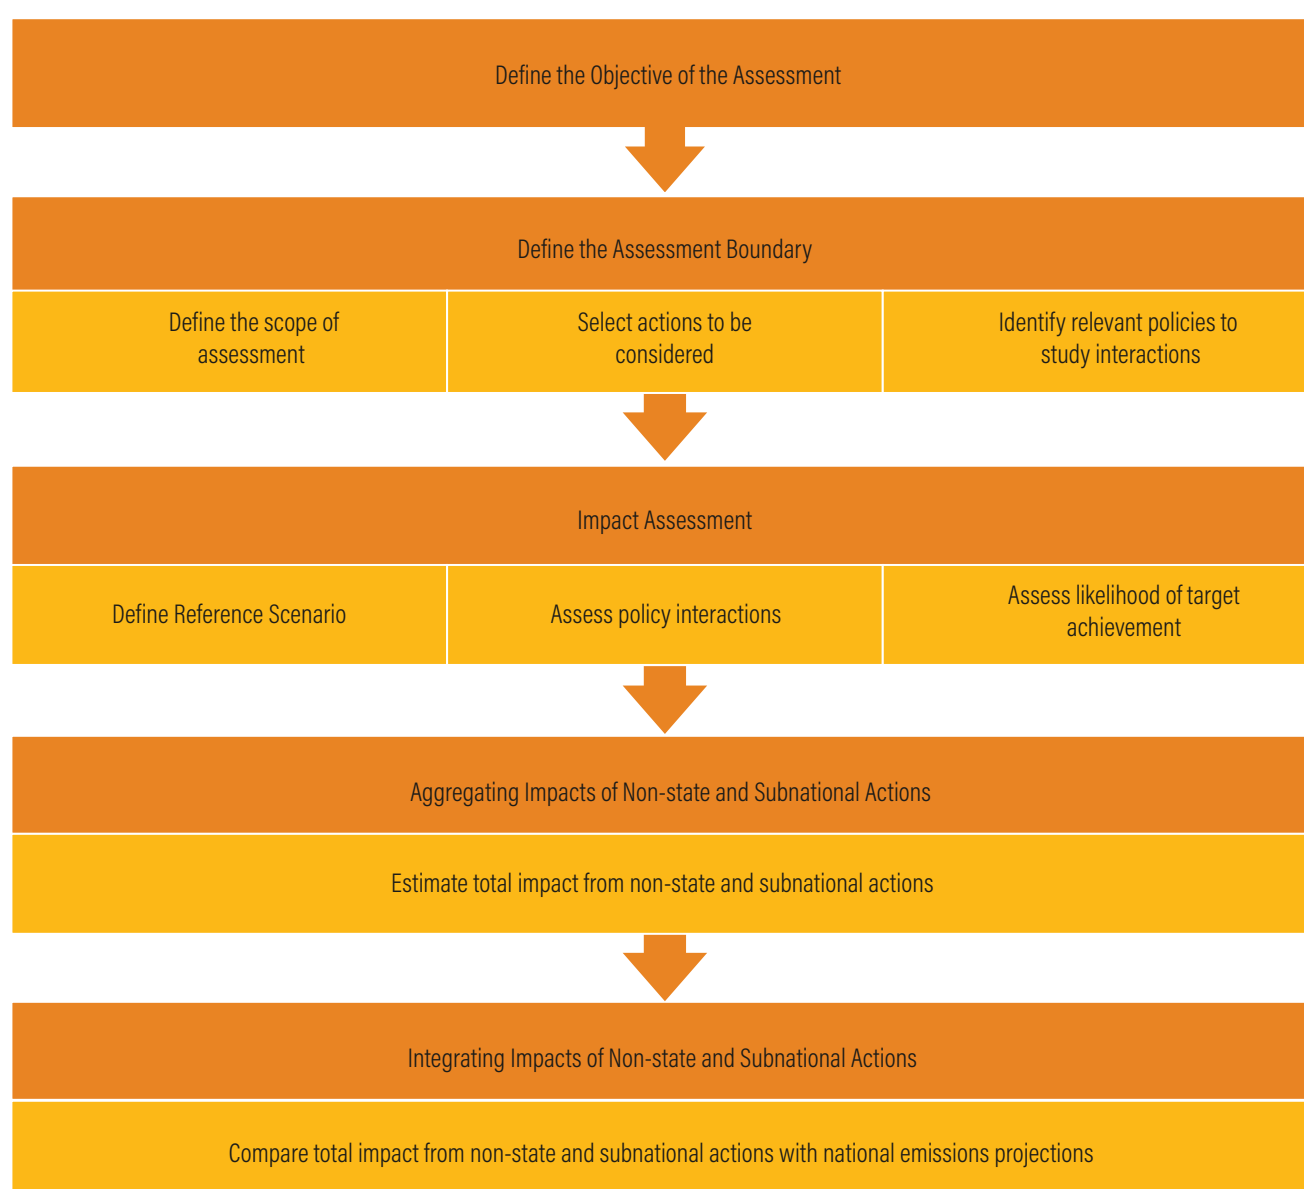 Define the Objective of the Assessment
Define the Assessment Boundary
Define the scope of
assessment
Select actions to be
considered
Identify relevant policies to
study interactions
Impact Assessment
Define Reference Scenario
Assess policy interactions
Assess likelihood of target
achievement
Aggregating Impacts of Non-state and Subnational Actions
Estimate total impact from non-state and subnational actions
Integrating Impacts of Non-state and Subnational Actions
Compare total impact from non-state and subnational actions with national emissions projections